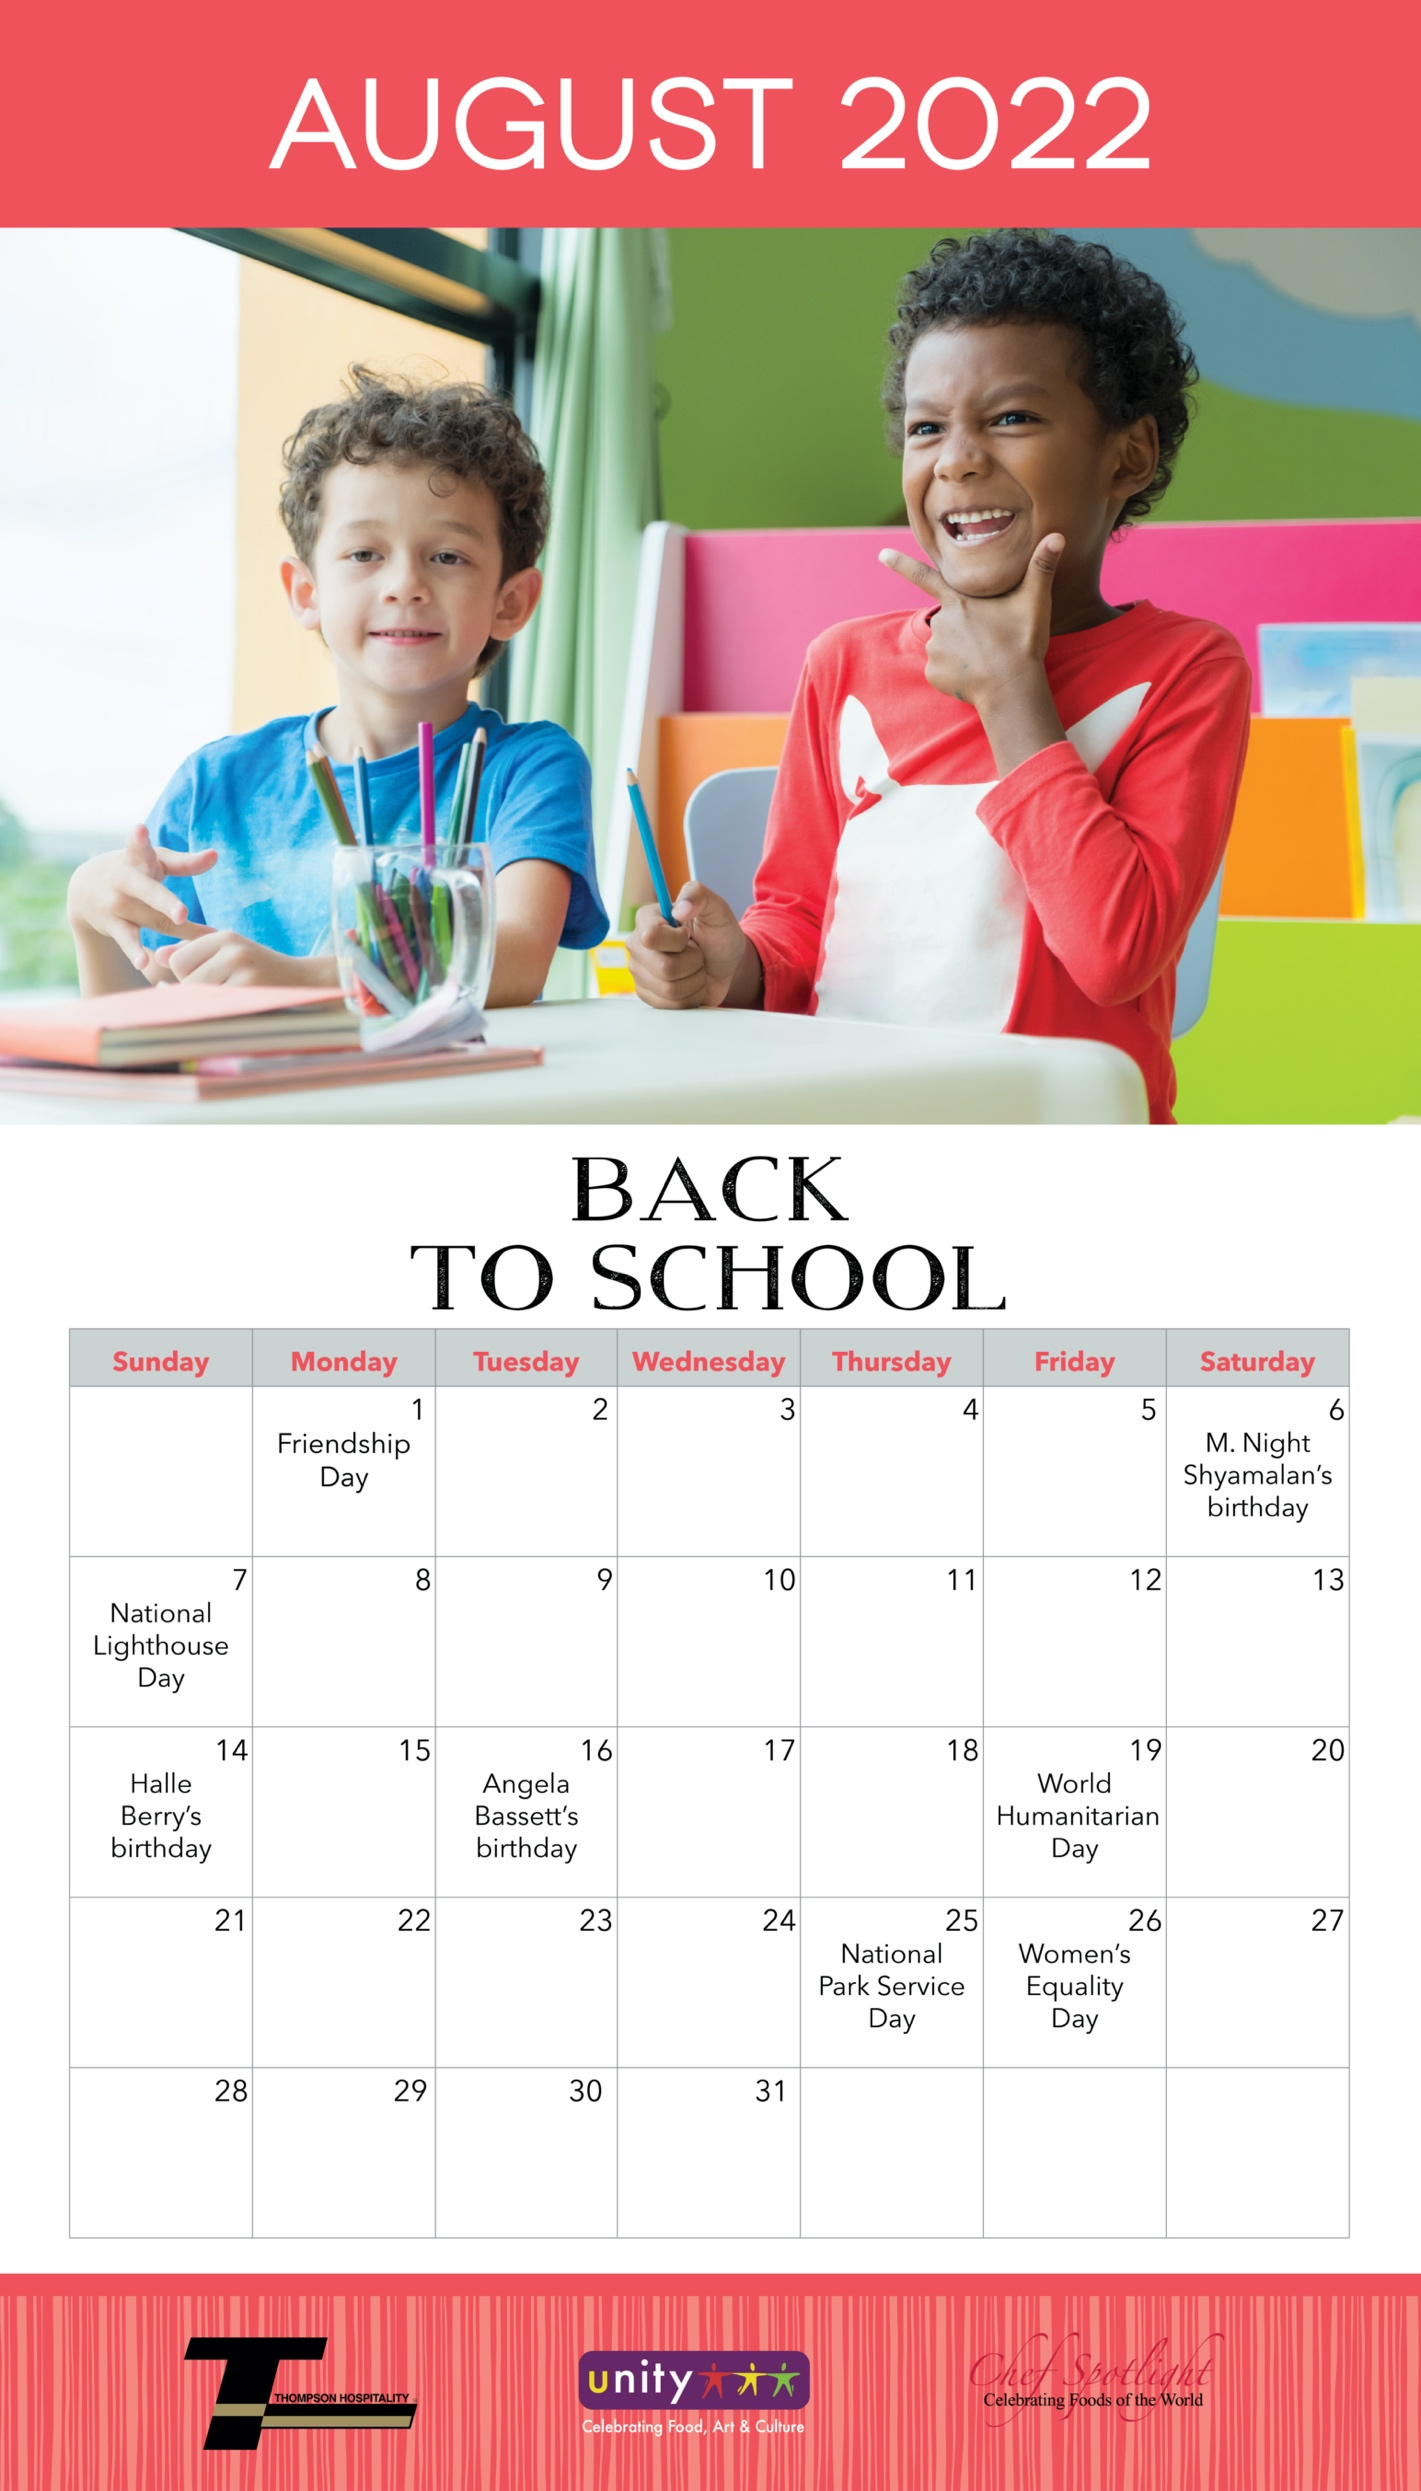 AUGUST 2022
BACK
TO SCHOOL
Sunday Monday Tuesday Wednesday Thursday Friday Saturday
1 2 3 4 5 6
Friendship
Day
M. Night
Shyamalan's
birthday
7 8 9 10 11 12 13
National
Lighthouse
Day
14 15 16 17 18 19 20
Halle
Berry's
birthday
Angela
Bassett's
birthday
World
Humanitarian
Day
21 22 23 24 25 26 27
National
Park Service
Day
Women's
Equality
Day
28 29 30 31
THOMPSON HOSPITALITY
unity
Celebrating Food, Art & Culture
Chef Spotlight
Celebrating Foods of the World